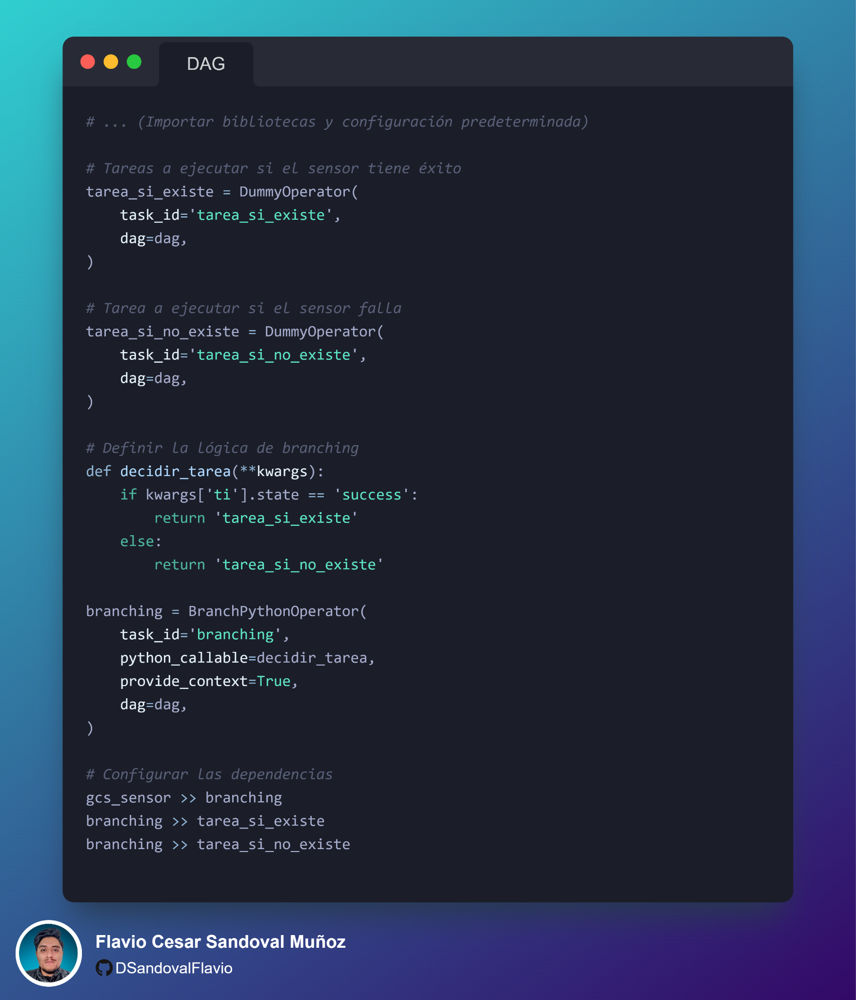 DAG
# ... (Importar bibliotecas y configuración predeterminada)
# Tareas a ejecutar si el sensor tiene éxito
tarea_si_existe = DummyOperator(
    task_id='tarea_si_existe',
    dag=dag,
)
# Tarea a ejecutar si el sensor falla
tarea_si_no_existe = DummyOperator(
    task_id='tarea_si_no_existe',
    dag=dag,
)
# Definir la lógica de branching
def decidir_tarea(**kwargs):
    if kwargs['ti'].state == 'success':
        return 'tarea_si_existe'
    else:
        return 'tarea_si_no_existe'
branching = BranchPythonOperator(
    task_id='branching',
    python_callable=decidir_tarea,
    provide_context=True,
    dag=dag,
)
# Configurar las dependencias
gcs_sensor >> branching
branching >> tarea_si_existe
branching >> tarea_si_no_existe
Flavio Cesar Sandoval Muñoz
DSandovalFlavio